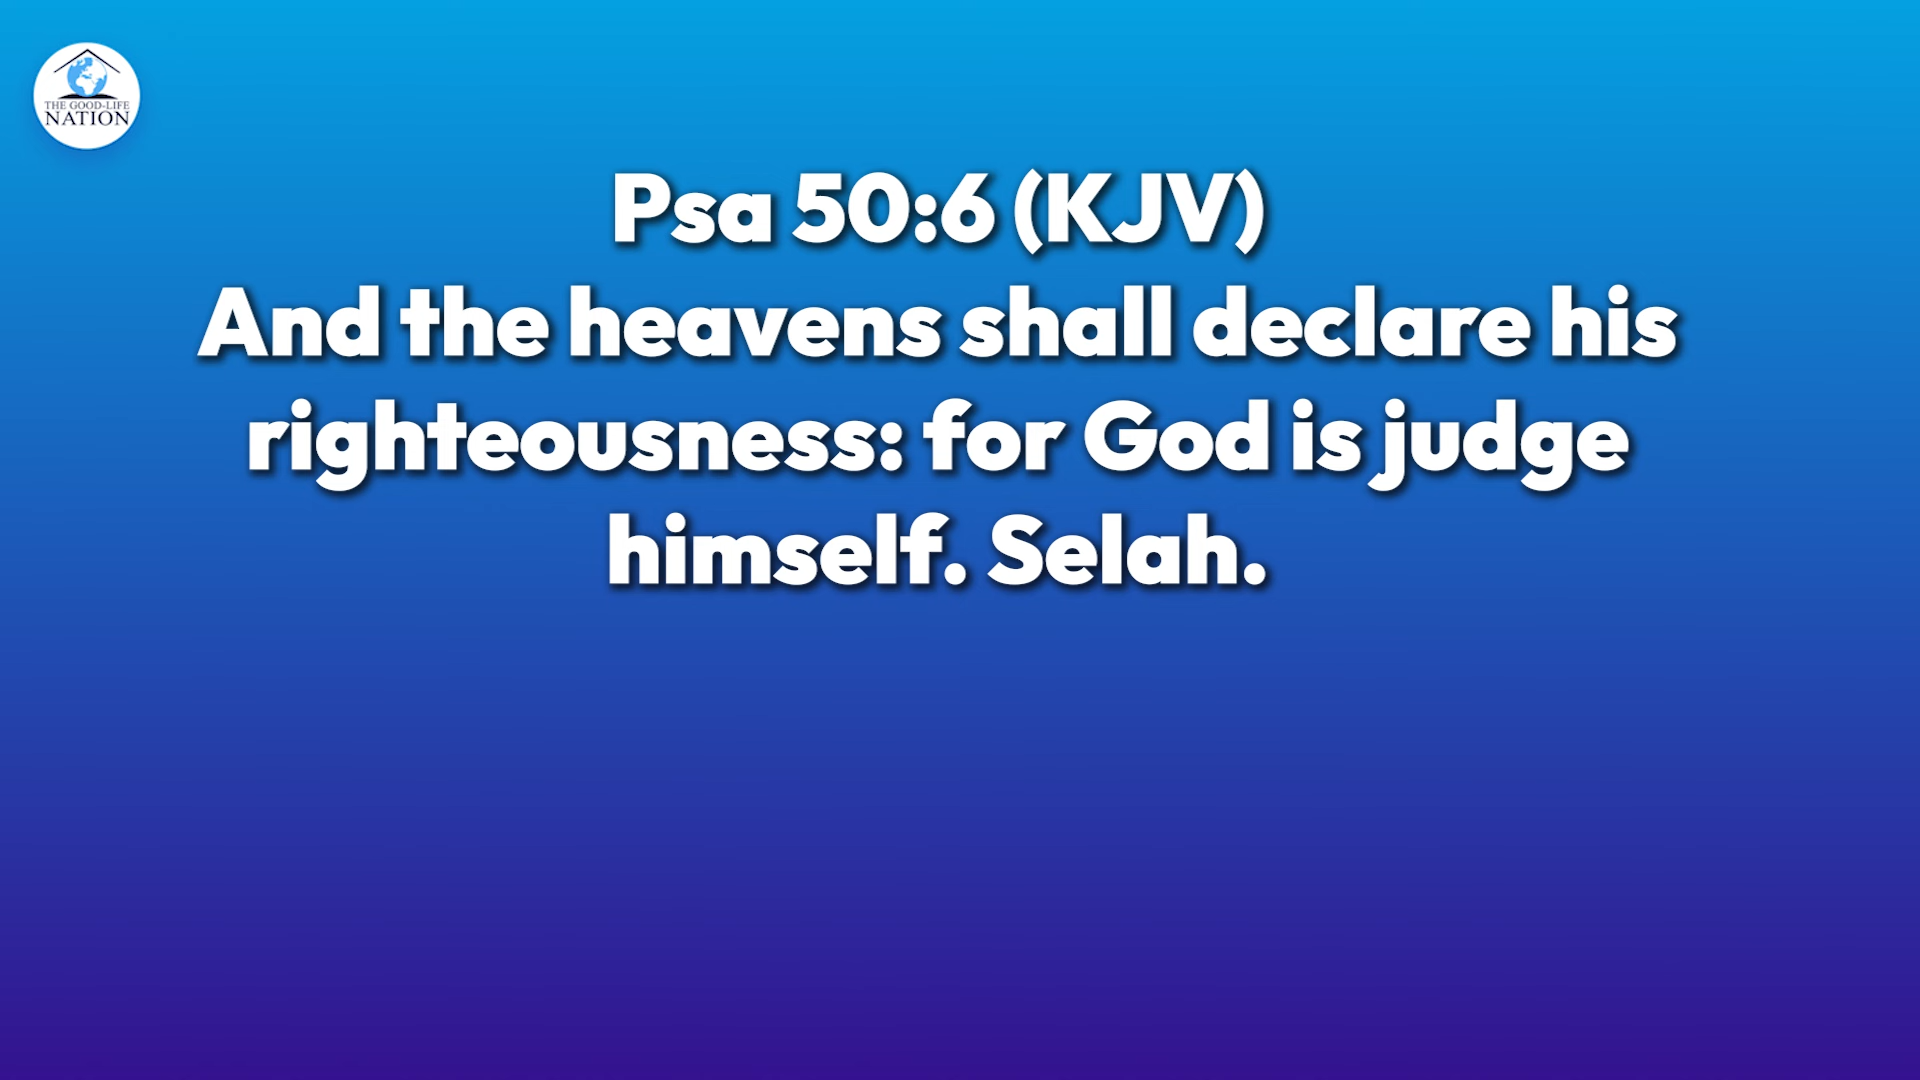 THE GOOD-LIFE
NATION
Psa 50:6 (KJV)
And the heavens shall declare his
righteousness: for God is judge
himself. Selah.